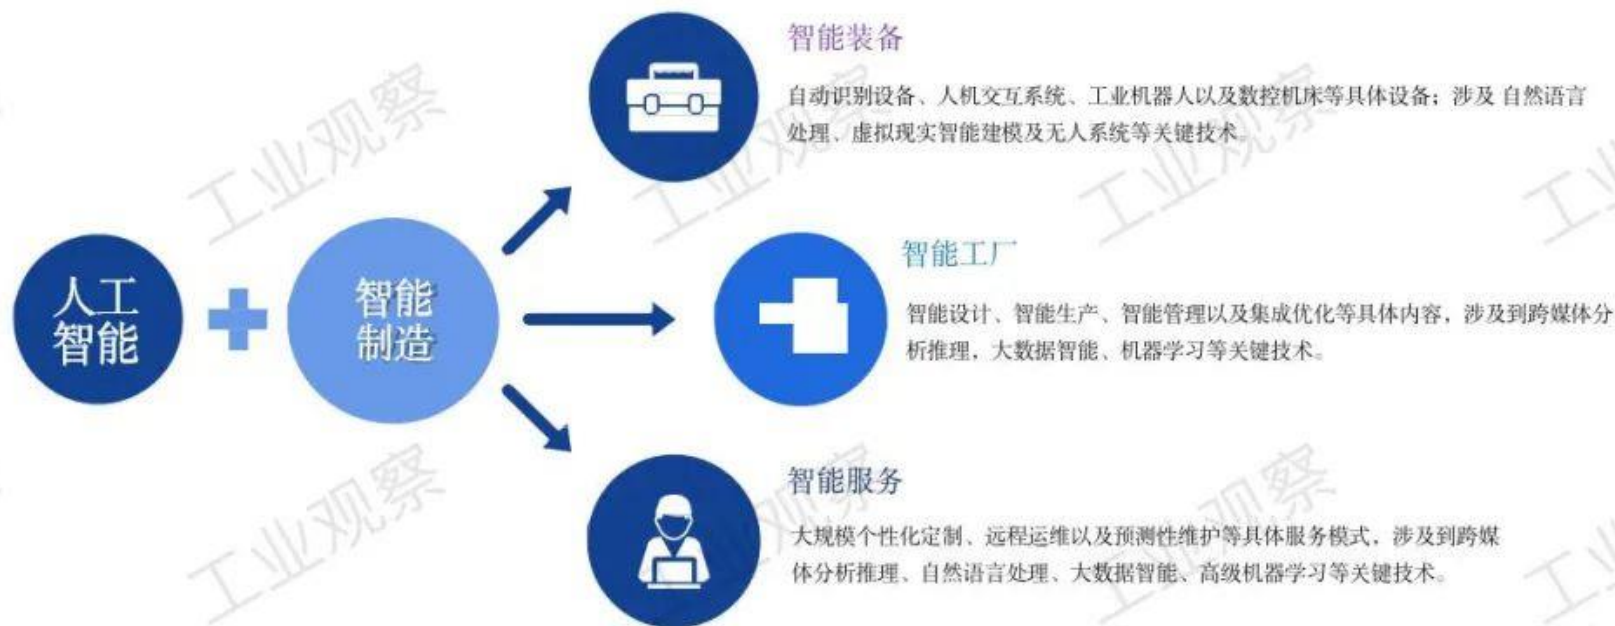 人工
智能
智能
制造
智能装备
自动识别设备、人机交互系统、工业机器人以及数控机床等具体设备；涉及 自然语言
处理、虚拟现实智能建模及无人系统等关键技术。
智能工厂
智能设计、智能生产、智能管理以及集成优化等具体内容，涉及到跨媒体分
析推理，大数据智能、机器学习等关键技术。
智能服务
大规模个性化定制、远程运维以及预测性维护等具体服务模式，涉及到跨媒
体分析推理、自然语言处理、大数据智能、高级机器学习等关键技术。
工业观察
工业观察
工业观察
工业
工业观察
工业观察
工业观察
工业